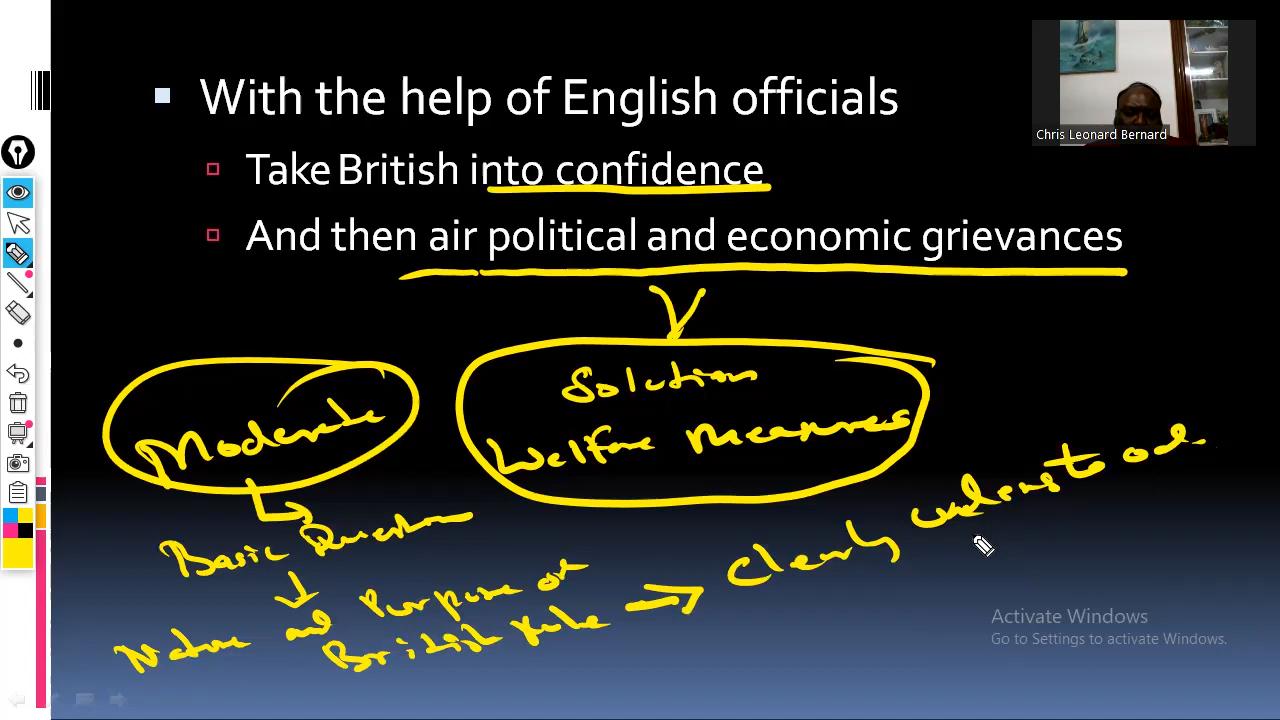 With the help of English officials
Take British into confidence
And then air political and economic grievances
Chris Leonard Bernard
Solution
Welfare Measures
Moderate
Basic Question
Nature and Purpose of
British Rule → Clearly understood
Activate Windows
Go to Settings to activate Windows.